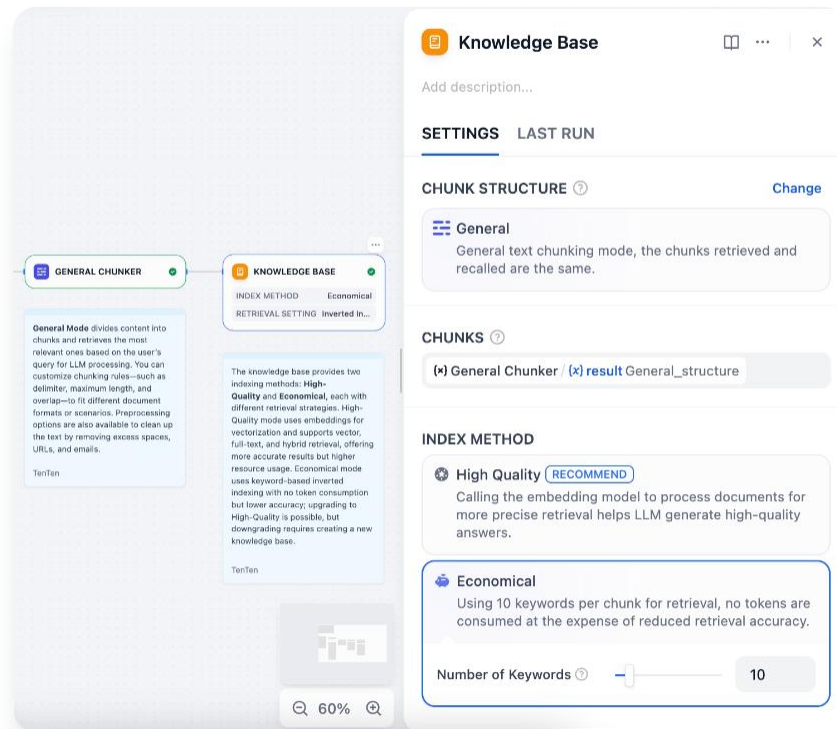 GENERAL CHUNKER
General Mode divides content into
chunks and retrieves the most
relevant ones based on the user's
query for LLM processing. You can
customize chunking rules—such as
delimiter, maximum length, and
overlap—to fit different document
formats or scenarios. Preprocessing
options are also available to clean up
the text by removing excess spaces,
URLs, and emails.
TenTen
KNOWLEDGE BASE
INDEX METHOD Economical
RETRIEVAL SETTING Inverted In...
The knowledge base provides two
indexing methods: High-
Quality and Economical, each with
different retrieval strategies. High-
Quality mode uses embeddings for
vectorization and supports vector,
full-text, and hybrid retrieval, offering
more accurate results but higher
resource usage. Economical mode
uses keyword-based inverted
indexing with no token consumption
but lower accuracy; upgrading to
High-Quality is possible, but
downgrading requires creating a new
knowledge base.
TenTen
60%
Knowledge Base
Add description...
SETTINGS LAST RUN
CHUNK STRUCTURE Change
General
General text chunking mode, the chunks retrieved and
recalled are the same.
CHUNKS
(×) General Chunker / (x) result General_structure
INDEX METHOD
High Quality RECOMMEND
Calling the embedding model to process documents for
more precise retrieval helps LLM generate high-quality
answers.
Economical
Using 10 keywords per chunk for retrieval, no tokens are
consumed at the expense of reduced retrieval accuracy.
Number of Keywords 10